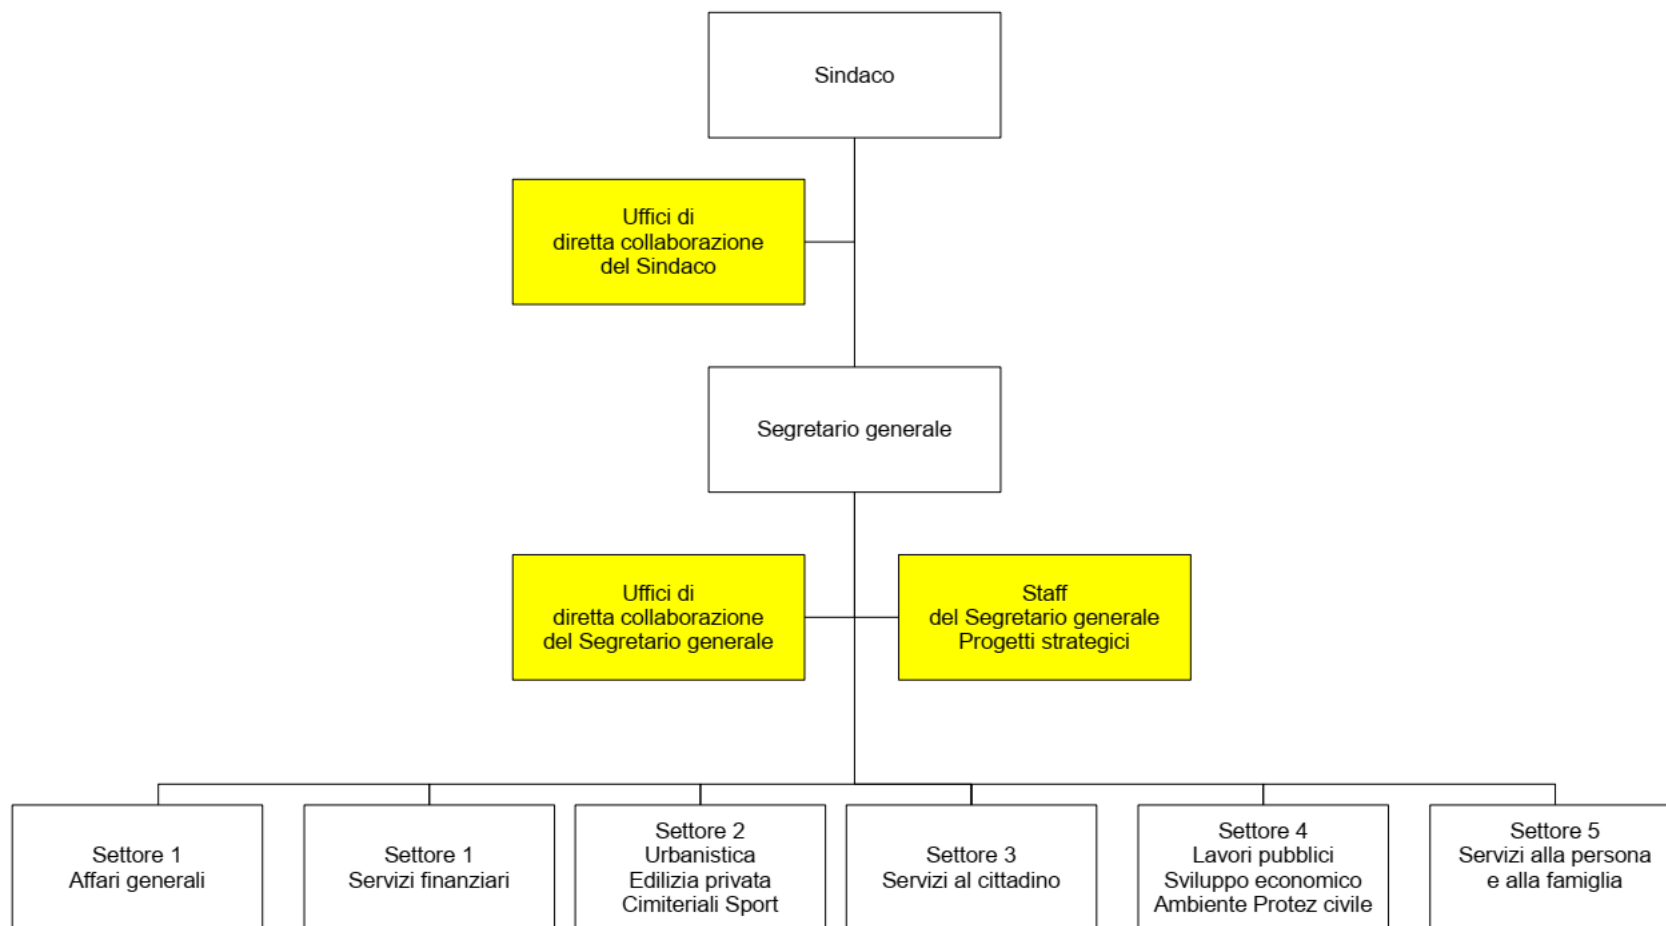 Sindaco
Uffici di
diretta collaborazione
del Sindaco
Segretario generale
Uffici di
diretta collaborazione
del Segretario generale
Staff
del Segretario generale
Progetti strategici
Settore 1
Affari generali
Settore 1
Servizi finanziari
Settore 2
Urbanistica
Edilizia privata
Cimiteriali Sport
Settore 3
Servizi al cittadino
Settore 4
Lavori pubblici
Sviluppo economico
Ambiente Protez civile
Settore 5
Servizi alla persona
e alla famiglia